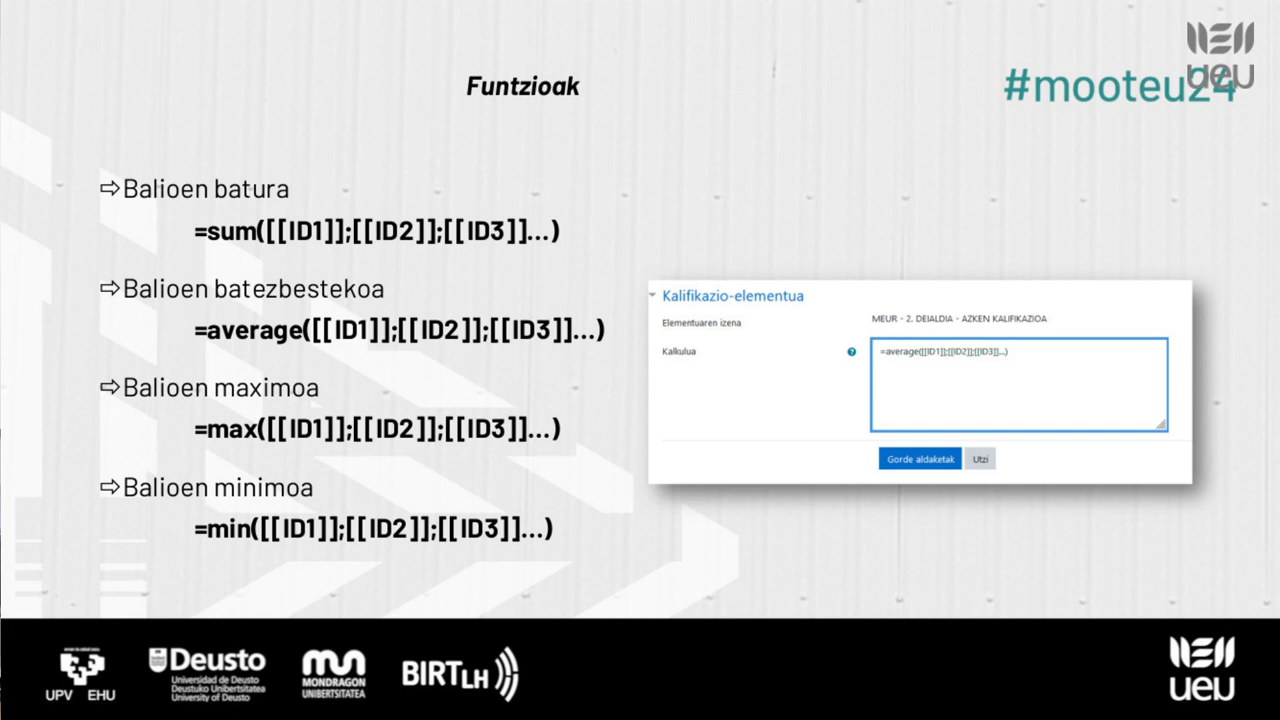 Funtzioak
#mooteu24
ueu
⇨Balioen batura
=sum([[ID1]];[[ID2]];[[ID3]]...)
⇨Balioen batezbestekoa
=average([[ID1]];[[ID2]];[[ID3]]...)
⇨Balioen maximoa
=max([[ID1]];[[ID2]];[[ID3]]...)
⇨Balioen minimoa
=min([[ID1]];[[ID2]];[[ID3]]...)
Kalifikazio-elementua
Elementuaren izena
MEUR - 2. DEIALDIA - AZKEN KALIFIKAZIOA
Kalkulua
=average([[ID1]];[[ID2]];[[ID3]]...)
Gorde aldaketak
Utzi
UPV EHU
Deusto
Universidad de Deusto
Deustuko Unibertsitatea
University of Deusto
MONDRAGON
UNIBERTSITATEA
BIRT LH
ueu